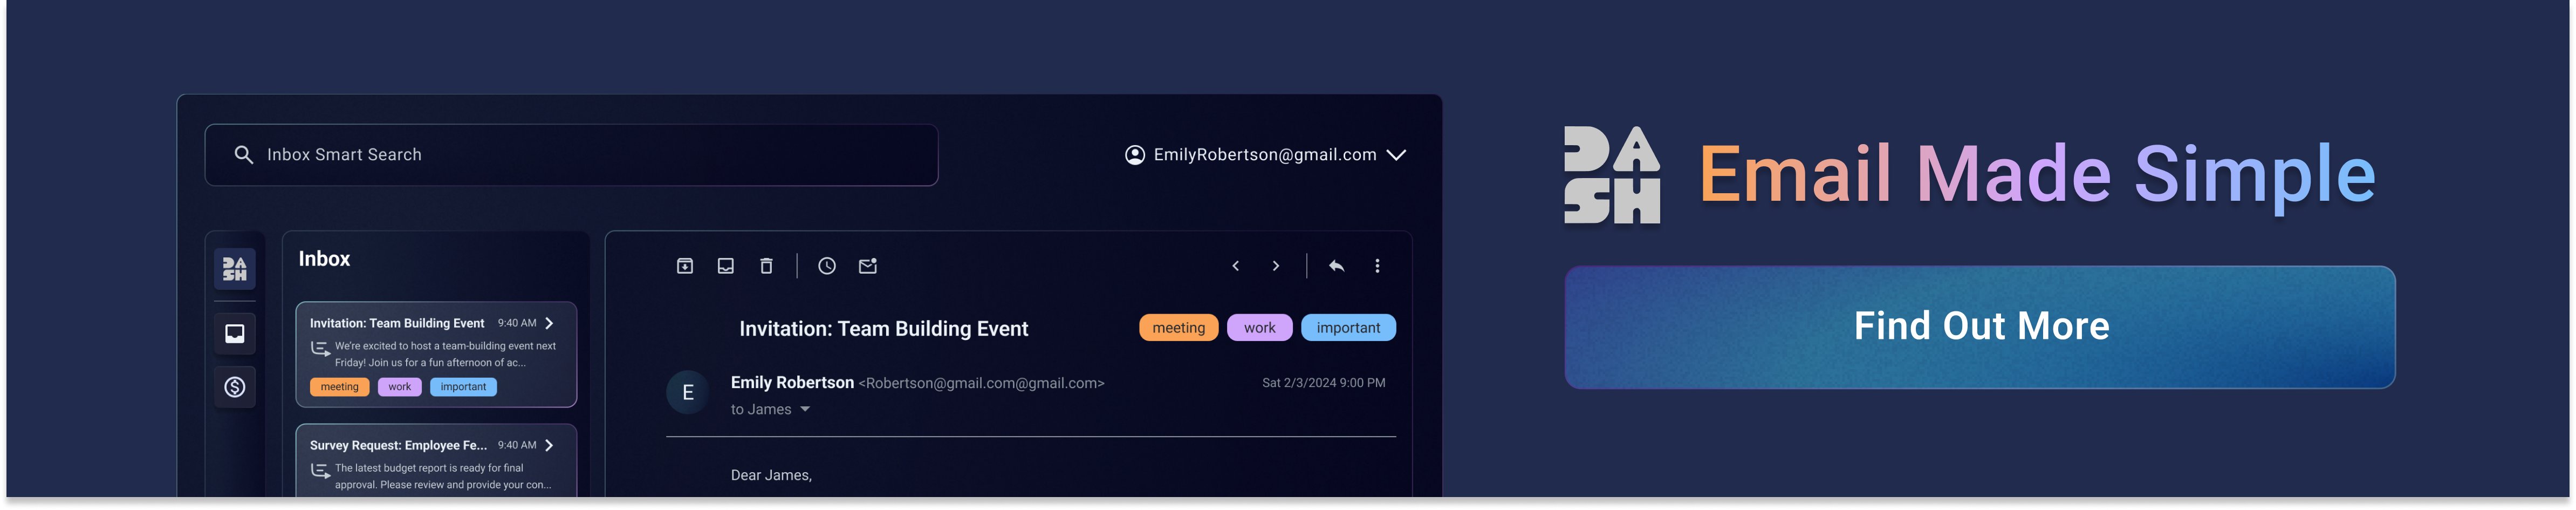 Inbox Smart Search
EmilyRobertson@gmail.com
DASH
Inbox
Invitation: Team Building Event 9:40 AM
We're excited to host a team-building event next
Friday! Join us for a fun afternoon of ac...
meeting work important
Survey Request: Employee Fe... 9:40 AM
The latest budget report is ready for final
approval. Please review and provide your con...
Invitation: Team Building Event
meeting work important
E
Emily Robertson <Robertson@gmail.com@gmail.com>
Sat 2/3/2024 9:00 PM
to James
Dear James,
DASH
Email Made Simple
Find Out More